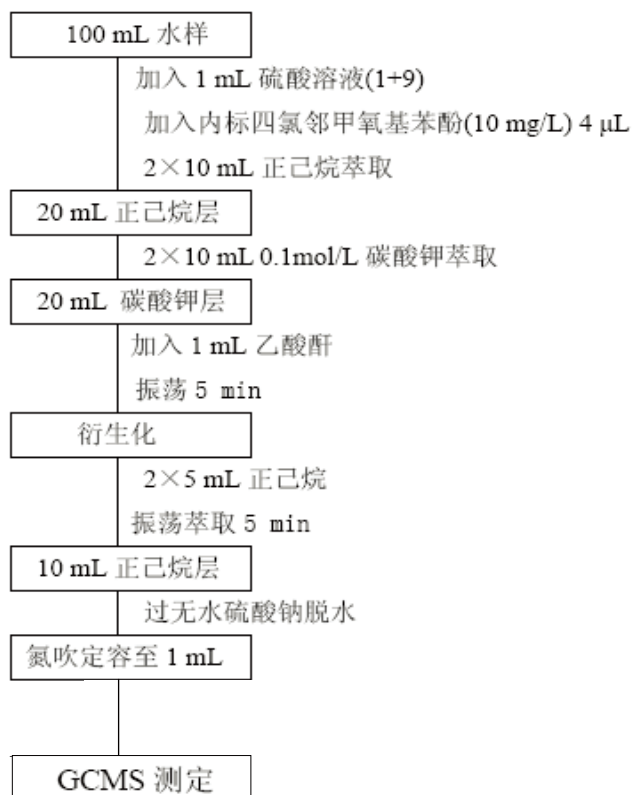 100 mL 水样
加入 1 mL 硫酸溶液(1+9)
加入内标四氯邻甲氧基苯酚(10 mg/L) 4 μL
2×10 mL 正己烷萃取
20 mL 正己烷层
2×10 mL 0.1mol/L 碳酸钾萃取
20 mL 碳酸钾层
加入 1 mL 乙酸酐
振荡 5 min
衍生化
2×5 mL 正己烷
振荡萃取 5 min
10 mL 正己烷层
过无水硫酸钠脱水
氮吹定容至 1 mL
GCMS 测定